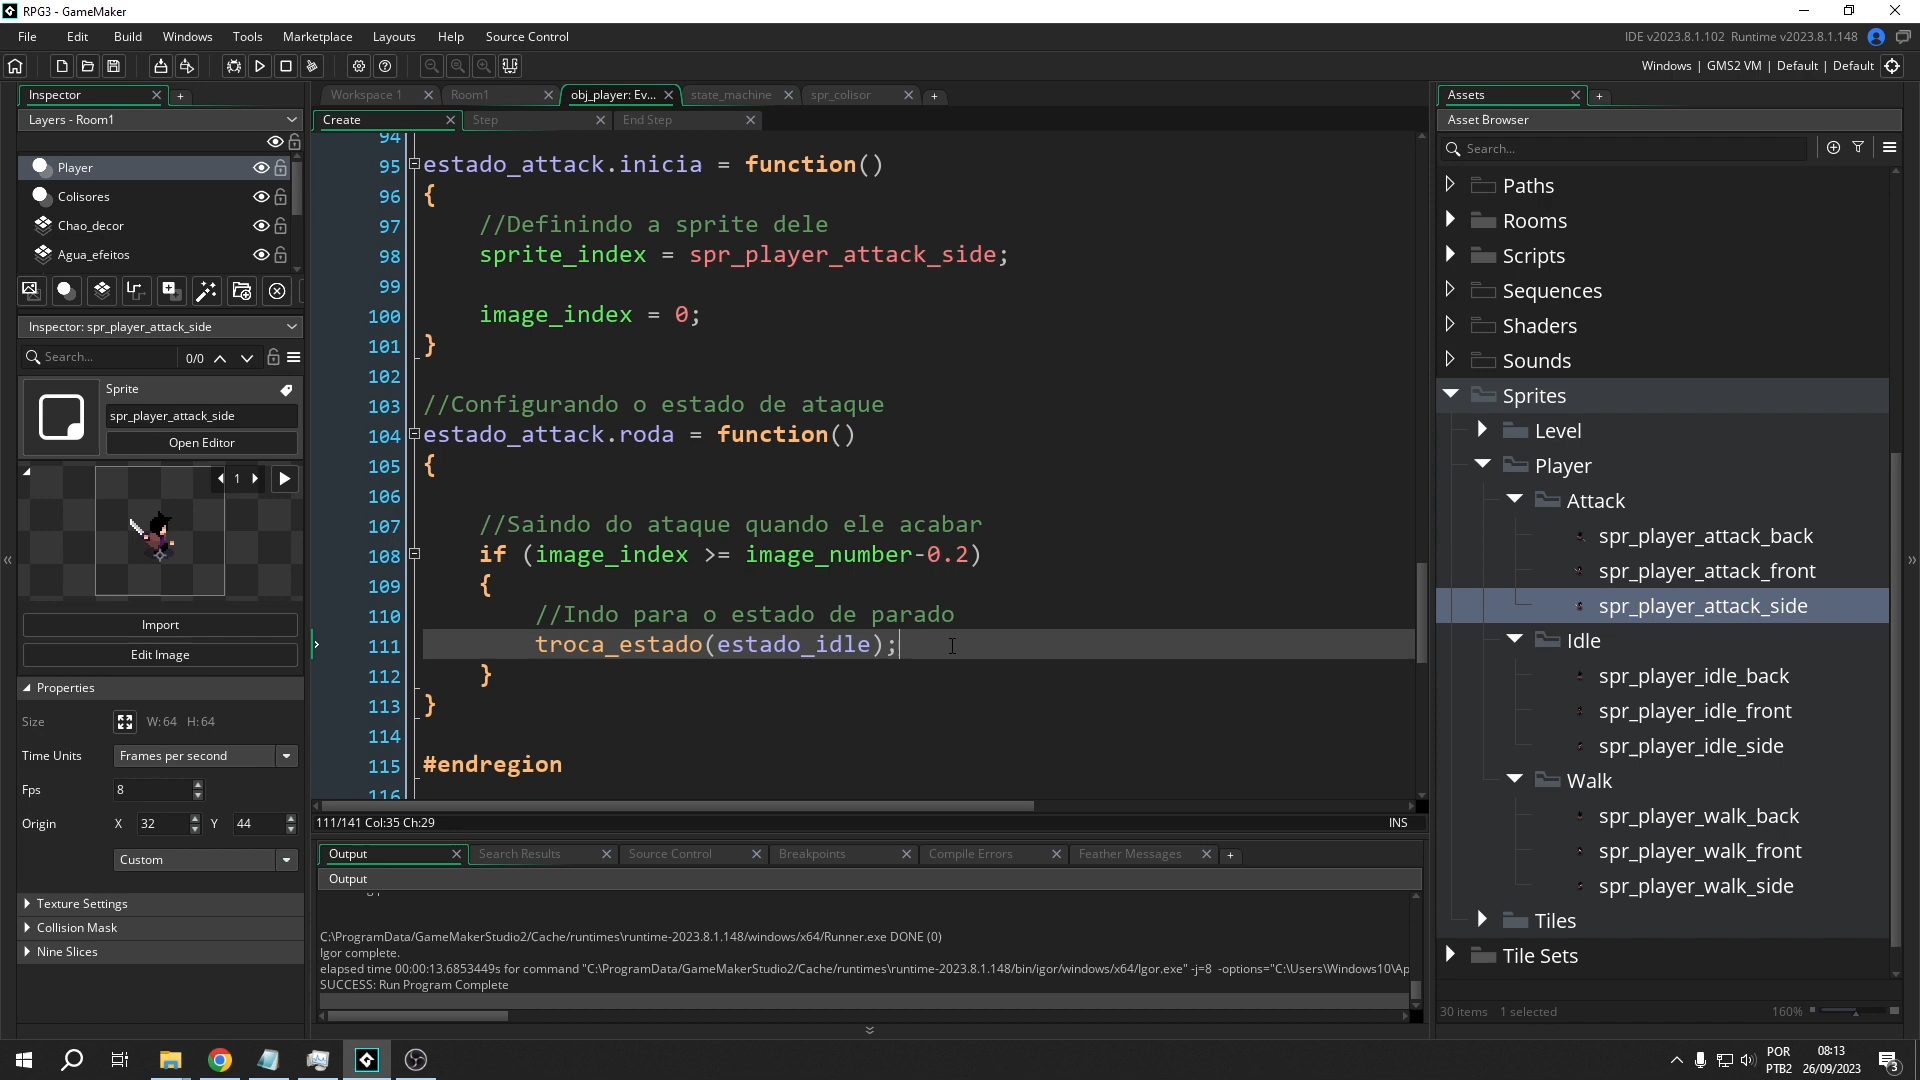 RPG3 - GameMaker
File Edit Build Windows Tools Marketplace Layouts Help Source Control
IDE v2023.8.1.102 Runtime v2023.8.1.148
Windows | GMS2 VM | Default | Default
Inspector
Layers - Room1
Player
Colisores
Chao_decor
Agua_efeitos
Inspector: spr_player_attack_side
Search...
0/0
Sprite
spr_player_attack_side
Open Editor
1
Import
Edit Image
Properties
Size W:64 H:64
Time Units Frames per second
Fps 8
Origin X 32 Y 44
Custom
Texture Settings
Collision Mask
Nine Slices
Workspace 1 Room1 obj_player: Ev... state_machine spr_colisor
Create Step End Step
94
95 estado_attack.inicia = function()
96 {
97 //Definindo a sprite dele
98 sprite_index = spr_player_attack_side;
99
100 image_index = 0;
101 }
102
103 //Configurando o estado de ataque
104 estado_attack.roda = function()
105 {
106
107 //Saindo do ataque quando ele acabar
108 if (image_index >= image_number-0.2)
109 {
110 //Indo para o estado de parado
111 troca_estado(estado_idle);
112 }
113 }
114
115 #endregion
116
111/141 Col:35 Ch:29
INS
Output Search Results Source Control Breakpoints Compile Errors Feather Messages
Output
C:\ProgramData/GameMakerStudio2/Cache/runtimes\runtime-2023.8.1.148/windows/x64/Runner.exe DONE (0)
Igor complete.
elapsed time 00:00:13.6853449s for command "C:\ProgramData/GameMakerStudio2/Cache/runtimes\runtime-2023.8.1.148/bin/igor/windows/x64/Igor.exe" -j=8 -options="C:\Users\Windows10\Ap
SUCCESS: Run Program Complete
Assets
Asset Browser
Search...
Paths
Rooms
Scripts
Sequences
Shaders
Sounds
Sprites
Level
Player
Attack
spr_player_attack_back
spr_player_attack_front
spr_player_attack_side
Idle
spr_player_idle_back
spr_player_idle_front
spr_player_idle_side
Walk
spr_player_walk_back
spr_player_walk_front
spr_player_walk_side
Tiles
Tile Sets
30 items 1 selected
160%
POR
PTB2
08:13
26/09/2023
3